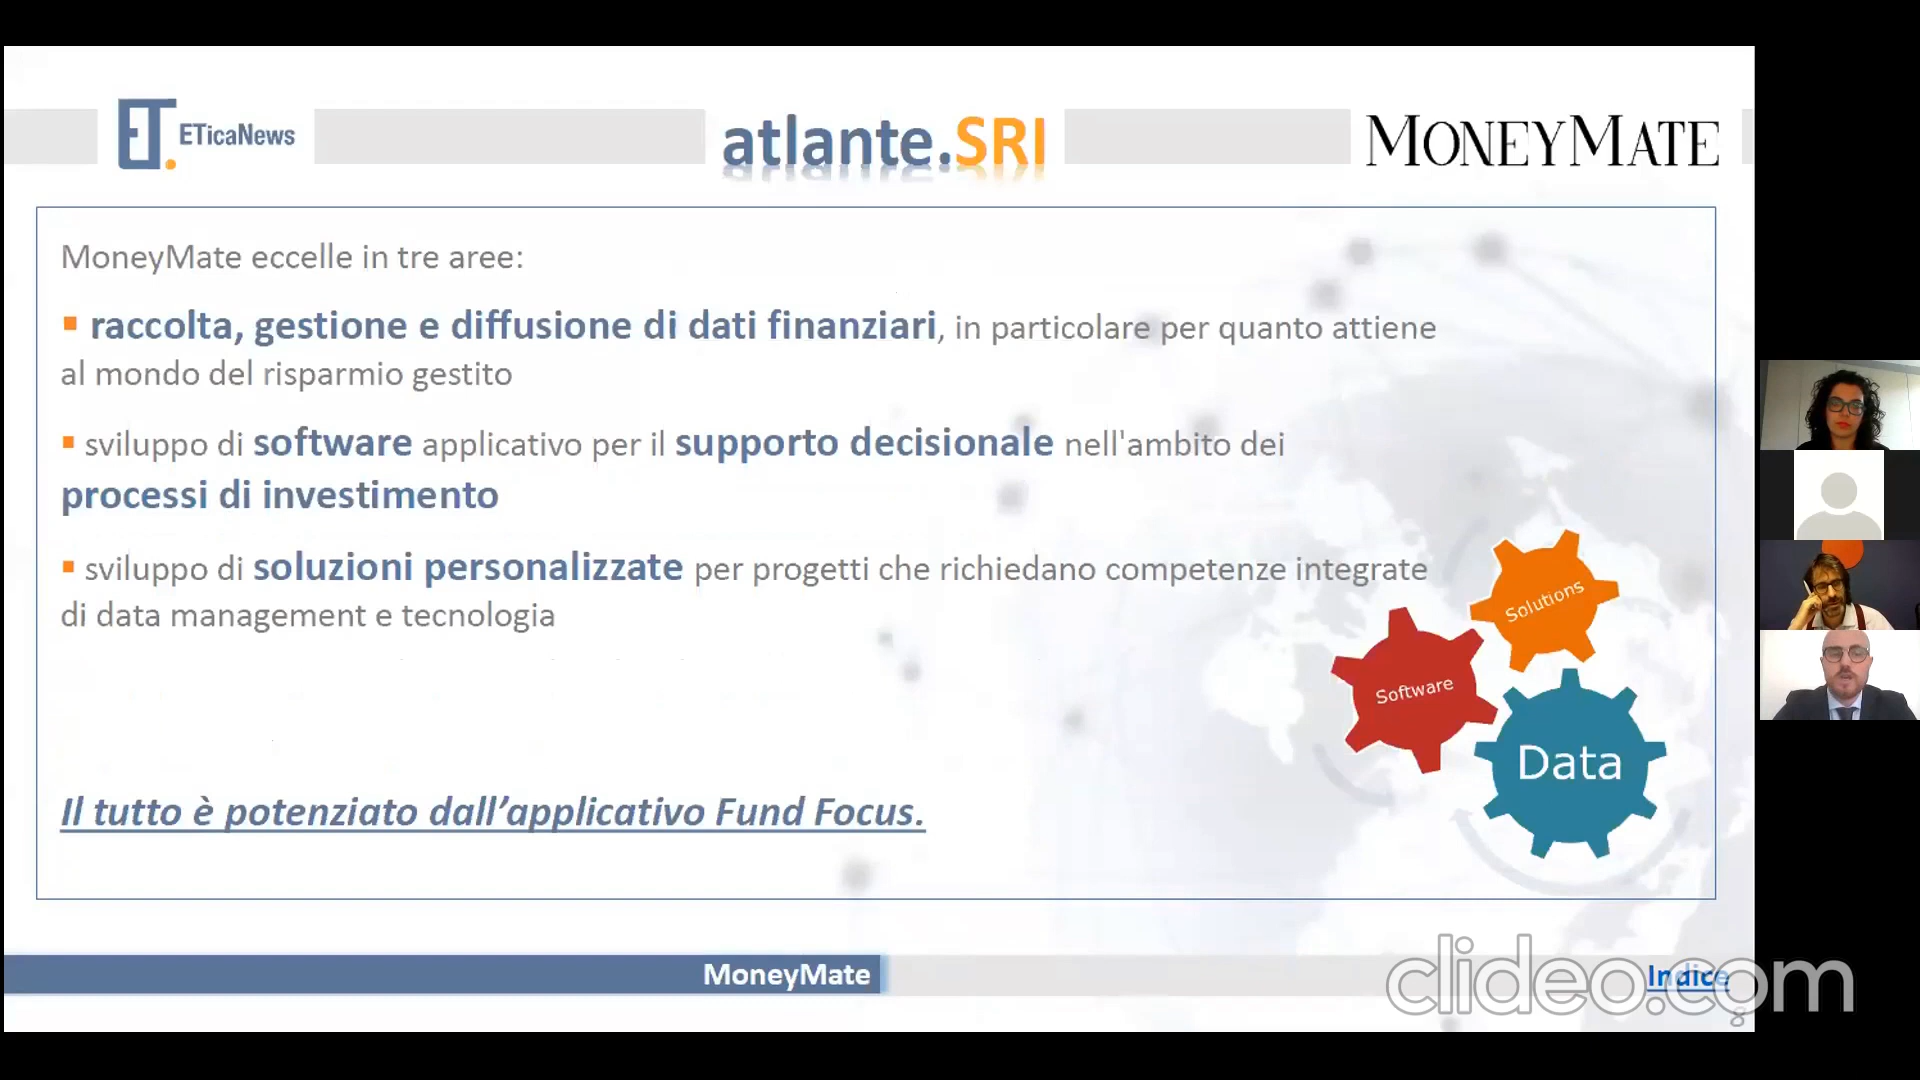 ET.
ETicaNews
atlante.SRI
MONEYMATE
MoneyMate eccelle in tre aree:
▪ raccolta, gestione e diffusione di dati finanziari, in particolare per quanto attiene
al mondo del risparmio gestito
▪ sviluppo di software applicativo per il supporto decisionale nell'ambito dei
processi di investimento
▪ sviluppo di soluzioni personalizzate per progetti che richiedano competenze integrate
di data management e tecnologia
Solutions
Software
Data
Il tutto è potenziato dall’applicativo Fund Focus.
MoneyMate
Indice
clideo.com
8